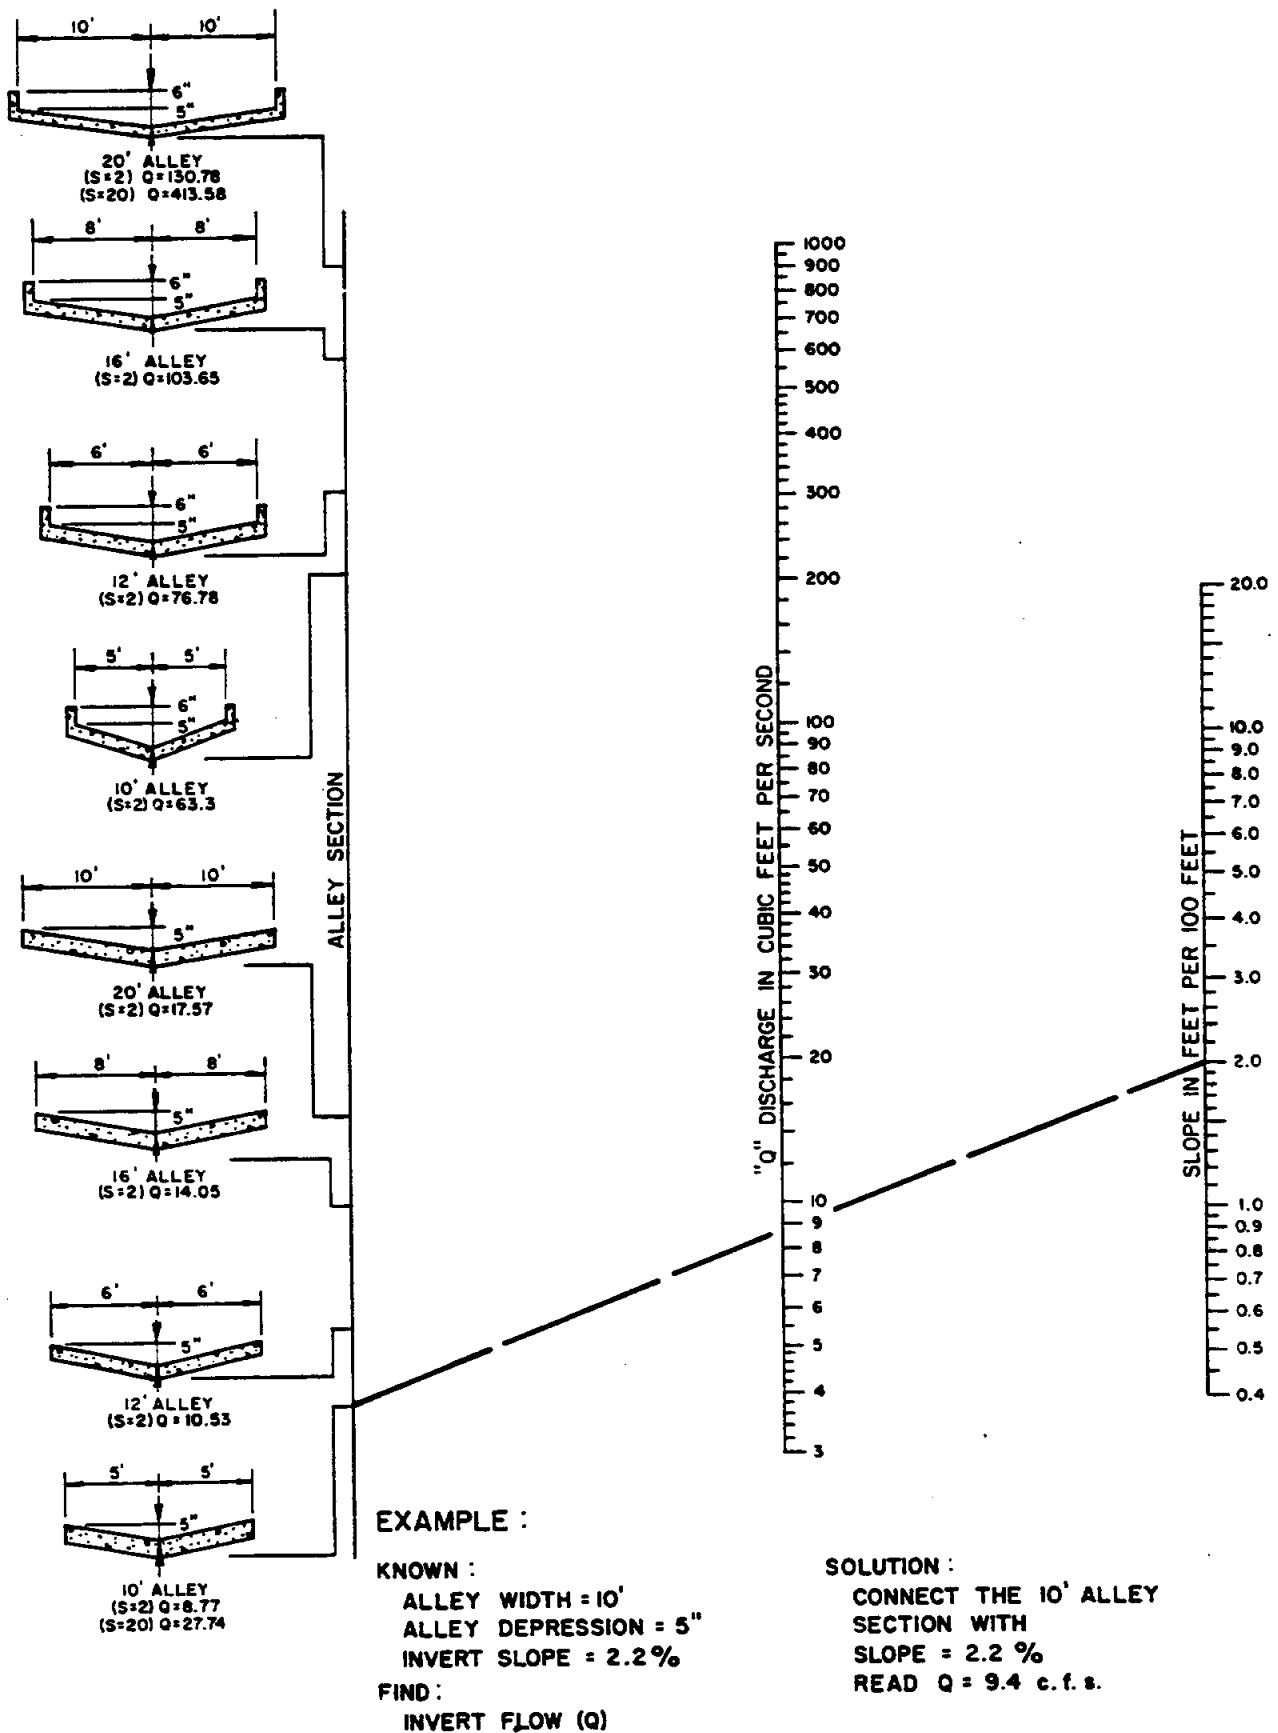 10' 10'
6"
5"
20' ALLEY
(S=2) Q=130.78
(S=20) Q=413.58
8' 8'
6"
5"
16' ALLEY
(S=2) Q=103.65
6' 6'
6"
5"
12' ALLEY
(S=2) Q=76.78
5' 5'
6"
5"
10' ALLEY
(S=2) Q=63.3
10' 10'
5"
20' ALLEY
(S=2) Q=17.57
8' 8'
5"
16' ALLEY
(S=2) Q=14.05
6' 6'
5"
12' ALLEY
(S=2) Q=10.53
5' 5'
5"
10' ALLEY
(S=2) Q=8.77
(S=20) Q=27.74
ALLEY SECTION
"Q" DISCHARGE IN CUBIC FEET PER SECOND
1000
900
800
700
600
500
400
300
200
100
90
80
70
60
50
40
30
20
10
9
8
7
6
5
4
3
SLOPE IN FEET PER 100 FEET
20.0
10.0
9.0
8.0
7.0
6.0
5.0
4.0
3.0
2.0
1.0
0.9
0.8
0.7
0.6
0.5
0.4
EXAMPLE :
KNOWN :
ALLEY WIDTH = 10'
ALLEY DEPRESSION = 5"
INVERT SLOPE = 2.2%
FIND :
INVERT FLOW (Q)
SOLUTION :
CONNECT THE 10' ALLEY
SECTION WITH
SLOPE = 2.2 %
READ Q = 9.4 c.f.s.